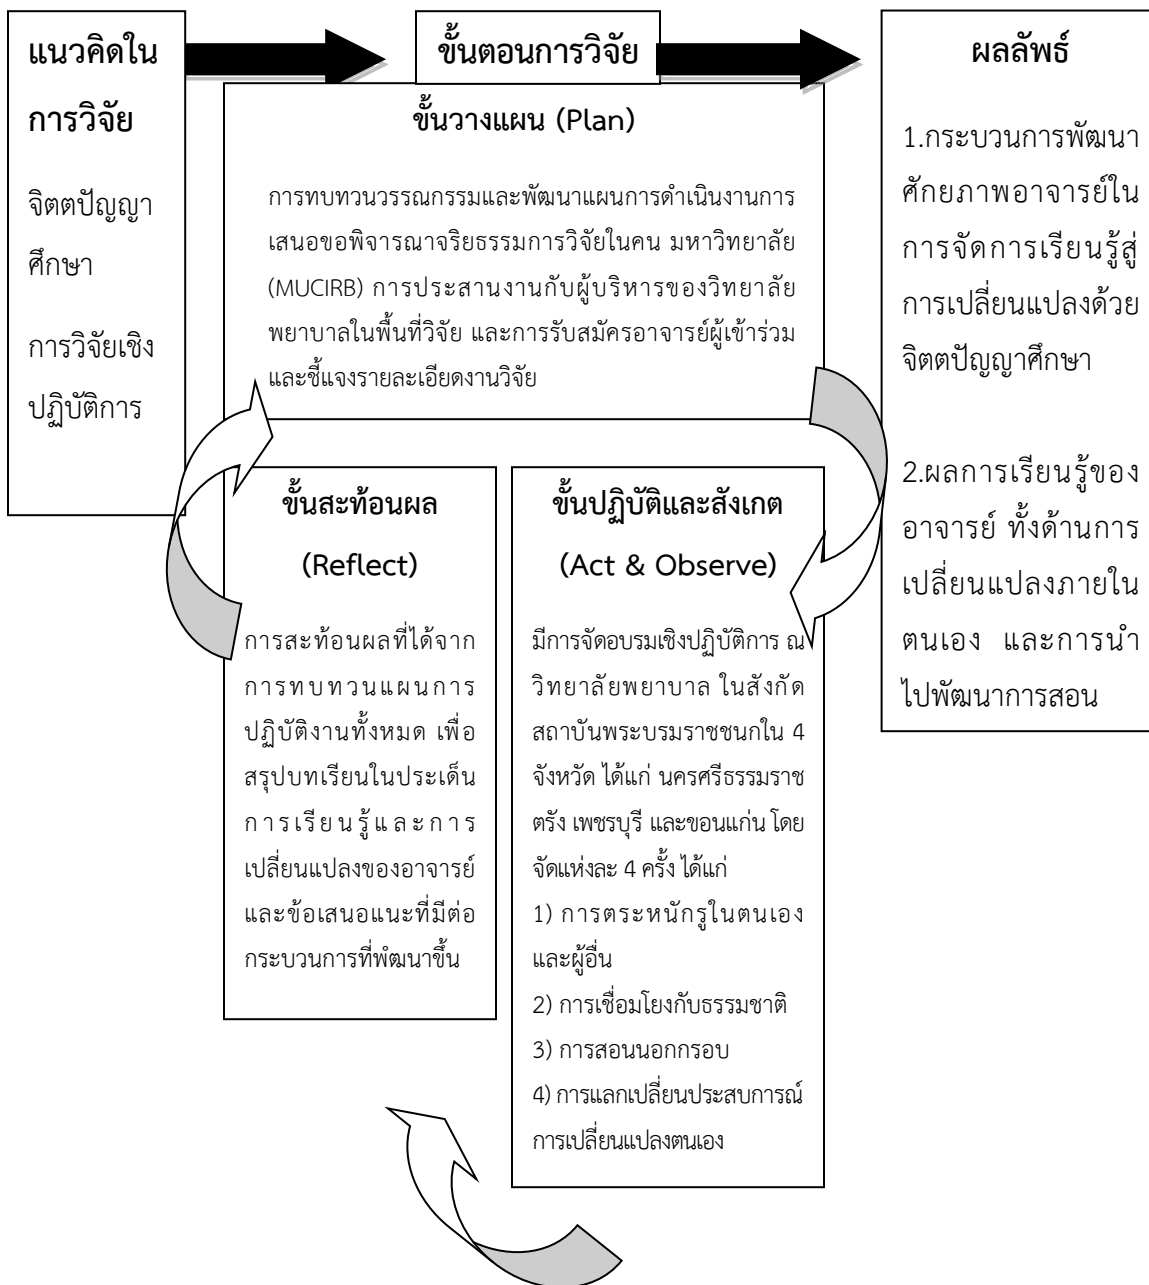 แนวคิดใน
การวิจัย
จิตตปัญญา
ศึกษา
การวิจัยเชิง
ปฏิบัติการ
ขั้นตอนการวิจัย
ขั้นวางแผน (Plan)
การทบทวนวรรณกรรมและพัฒนาแผนการดำเนินงานการ
เสนอขอพิจารณาจริยธรรมการวิจัยในคน มหาวิทยาลัย
(MUCIRB) การประสานงานกับผู้บริหารของวิทยาลัย
พยาบาลในพื้นที่วิจัย และการรับสมัครอาจารย์ผู้เข้าร่วม
และชี้แจงรายละเอียดงานวิจัย
ขั้นสะท้อนผล
(Reflect)
การสะท้อนผลที่ได้จาก
การทบทวนแผนการ
ปฏิบัติงานทั้งหมด เพื่อ
สรุปบทเรียนในประเด็น
การเรียนรู้และการ
เปลี่ยนแปลงของอาจารย์
และข้อเสนอแนะที่มีต่อ
กระบวนการที่พํฒนาขึ้น
ขั้นปฏิบัติและสังเกต
(Act & Observe)
มีการจัดอบรมเชิงปฏิบัติการ ณ
วิทยาลัยพยาบาล ในสังกัด
สถาบันพระบรมราชชนกใน 4
จังหวัด ได้แก่ นครศรีธรรมราช
ตรัง เพชรบุรี และขอนแก่น โดย
จัดแห่งละ 4 ครั้ง ได้แก่
1) การตระหนักรูในตนเอง
และผู้อื่น
2) การเชื่อมโยงกับธรรมชาติ
3) การสอนนอกกรอบ
4) การแลกเปลี่ยนประสบการณ์
การเปลี่ยนแปลงตนเอง
ผลลัพธ์
1.กระบวนการพัฒนา
ศักยภาพอาจารย์ใน
การจัดการเรียนรู้สู่
การเปลี่ยนแปลงด้วย
จิตตปัญญาศึกษา
2.ผลการเรียนรู้ของ
อาจารย์ ทั้งด้านการ
เปลี่ยนแปลงภายใน
ตนเอง และการนำ
ไปพัฒนาการสอน